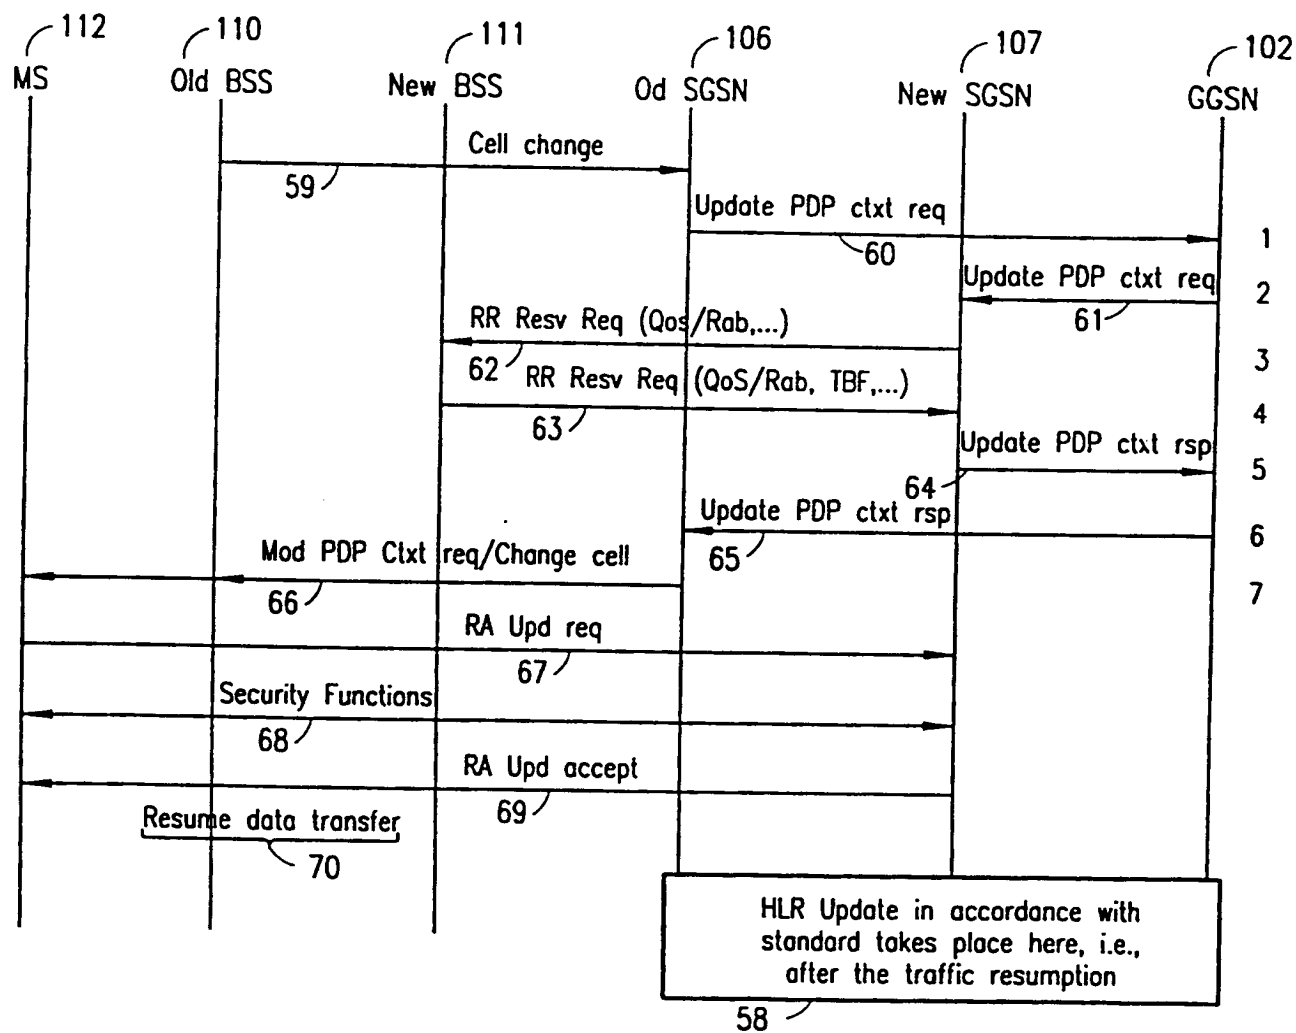 112
110
111
106
107
102
MS
Old BSS
New BSS
Od SGSN
New SGSN
GGSN
Cell change
59
Update PDP ctxt req
60
1
Update PDP ctxt req
61
2
RR Resv Req (Qos/Rab,...)
62
3
RR Resv Req (QoS/Rab, TBF,...)
63
4
Update PDP ctxt rsp
64
5
Update PDP ctxt rsp
65
6
Mod PDP Ctxt req/Change cell
66
7
RA Upd req
67
Security Functions
68
RA Upd accept
69
Resume data transfer
70
HLR Update in accordance with
standard takes place here, i.e.,
after the traffic resumption
58